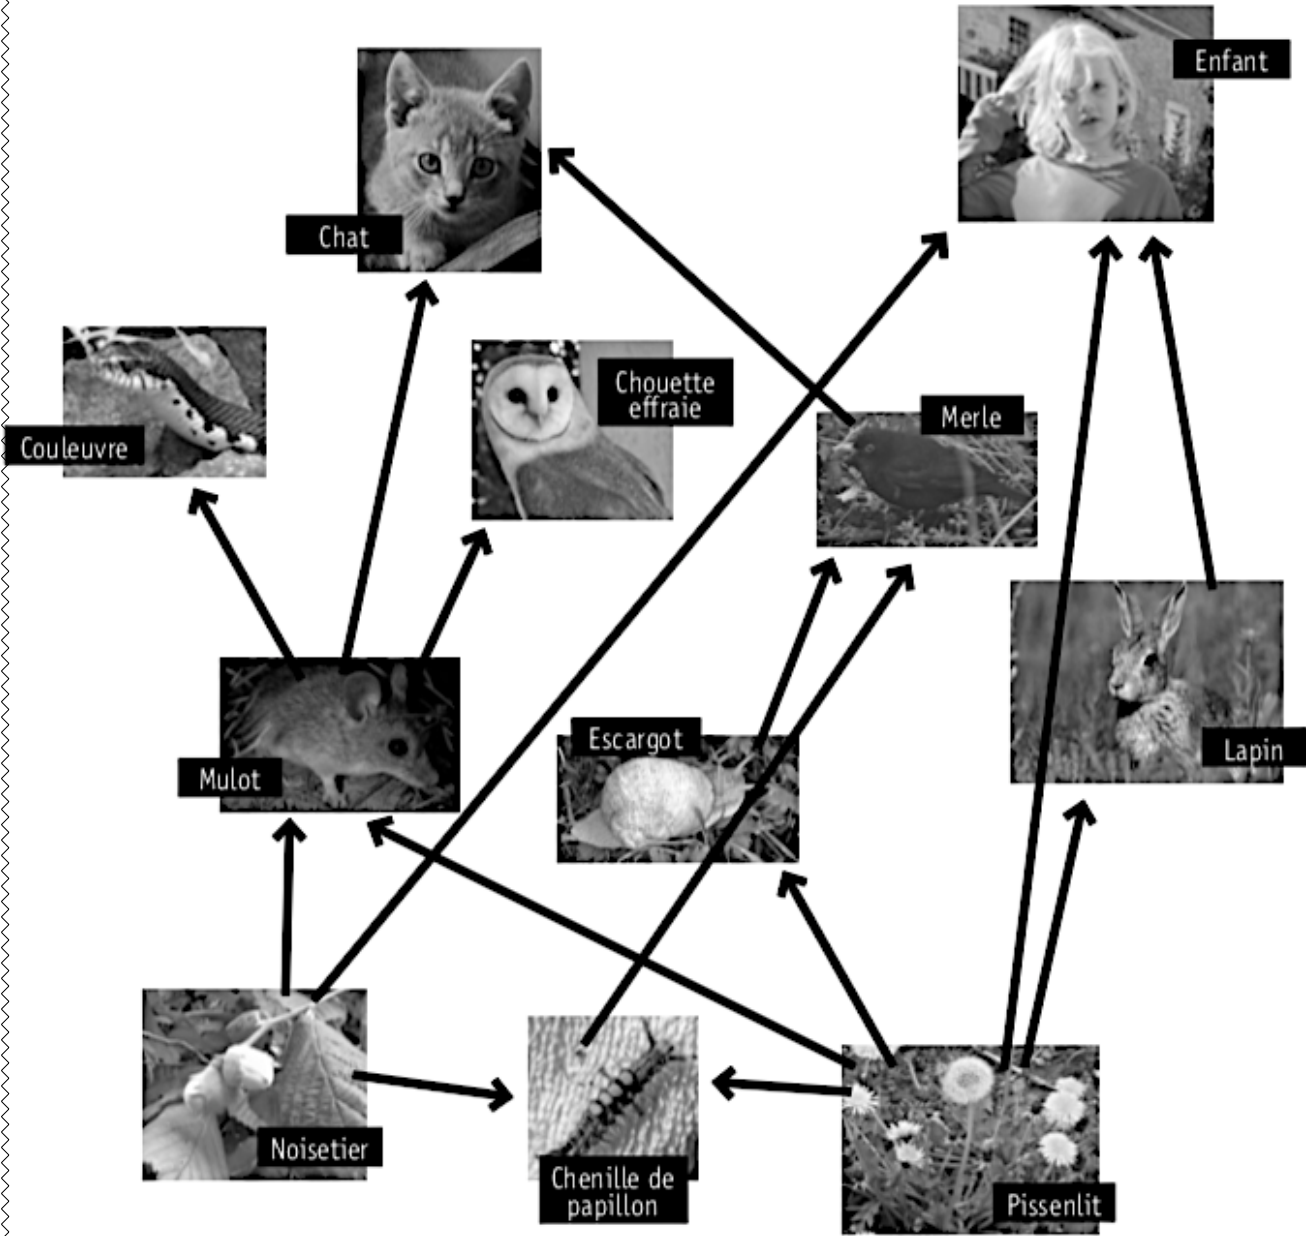 Enfant
Chat
Chouette
effraie
Merle
Couleuvre
Escargot
Lapin
Mulot
Noisetier
Chenille de
papillon
Pissenlit